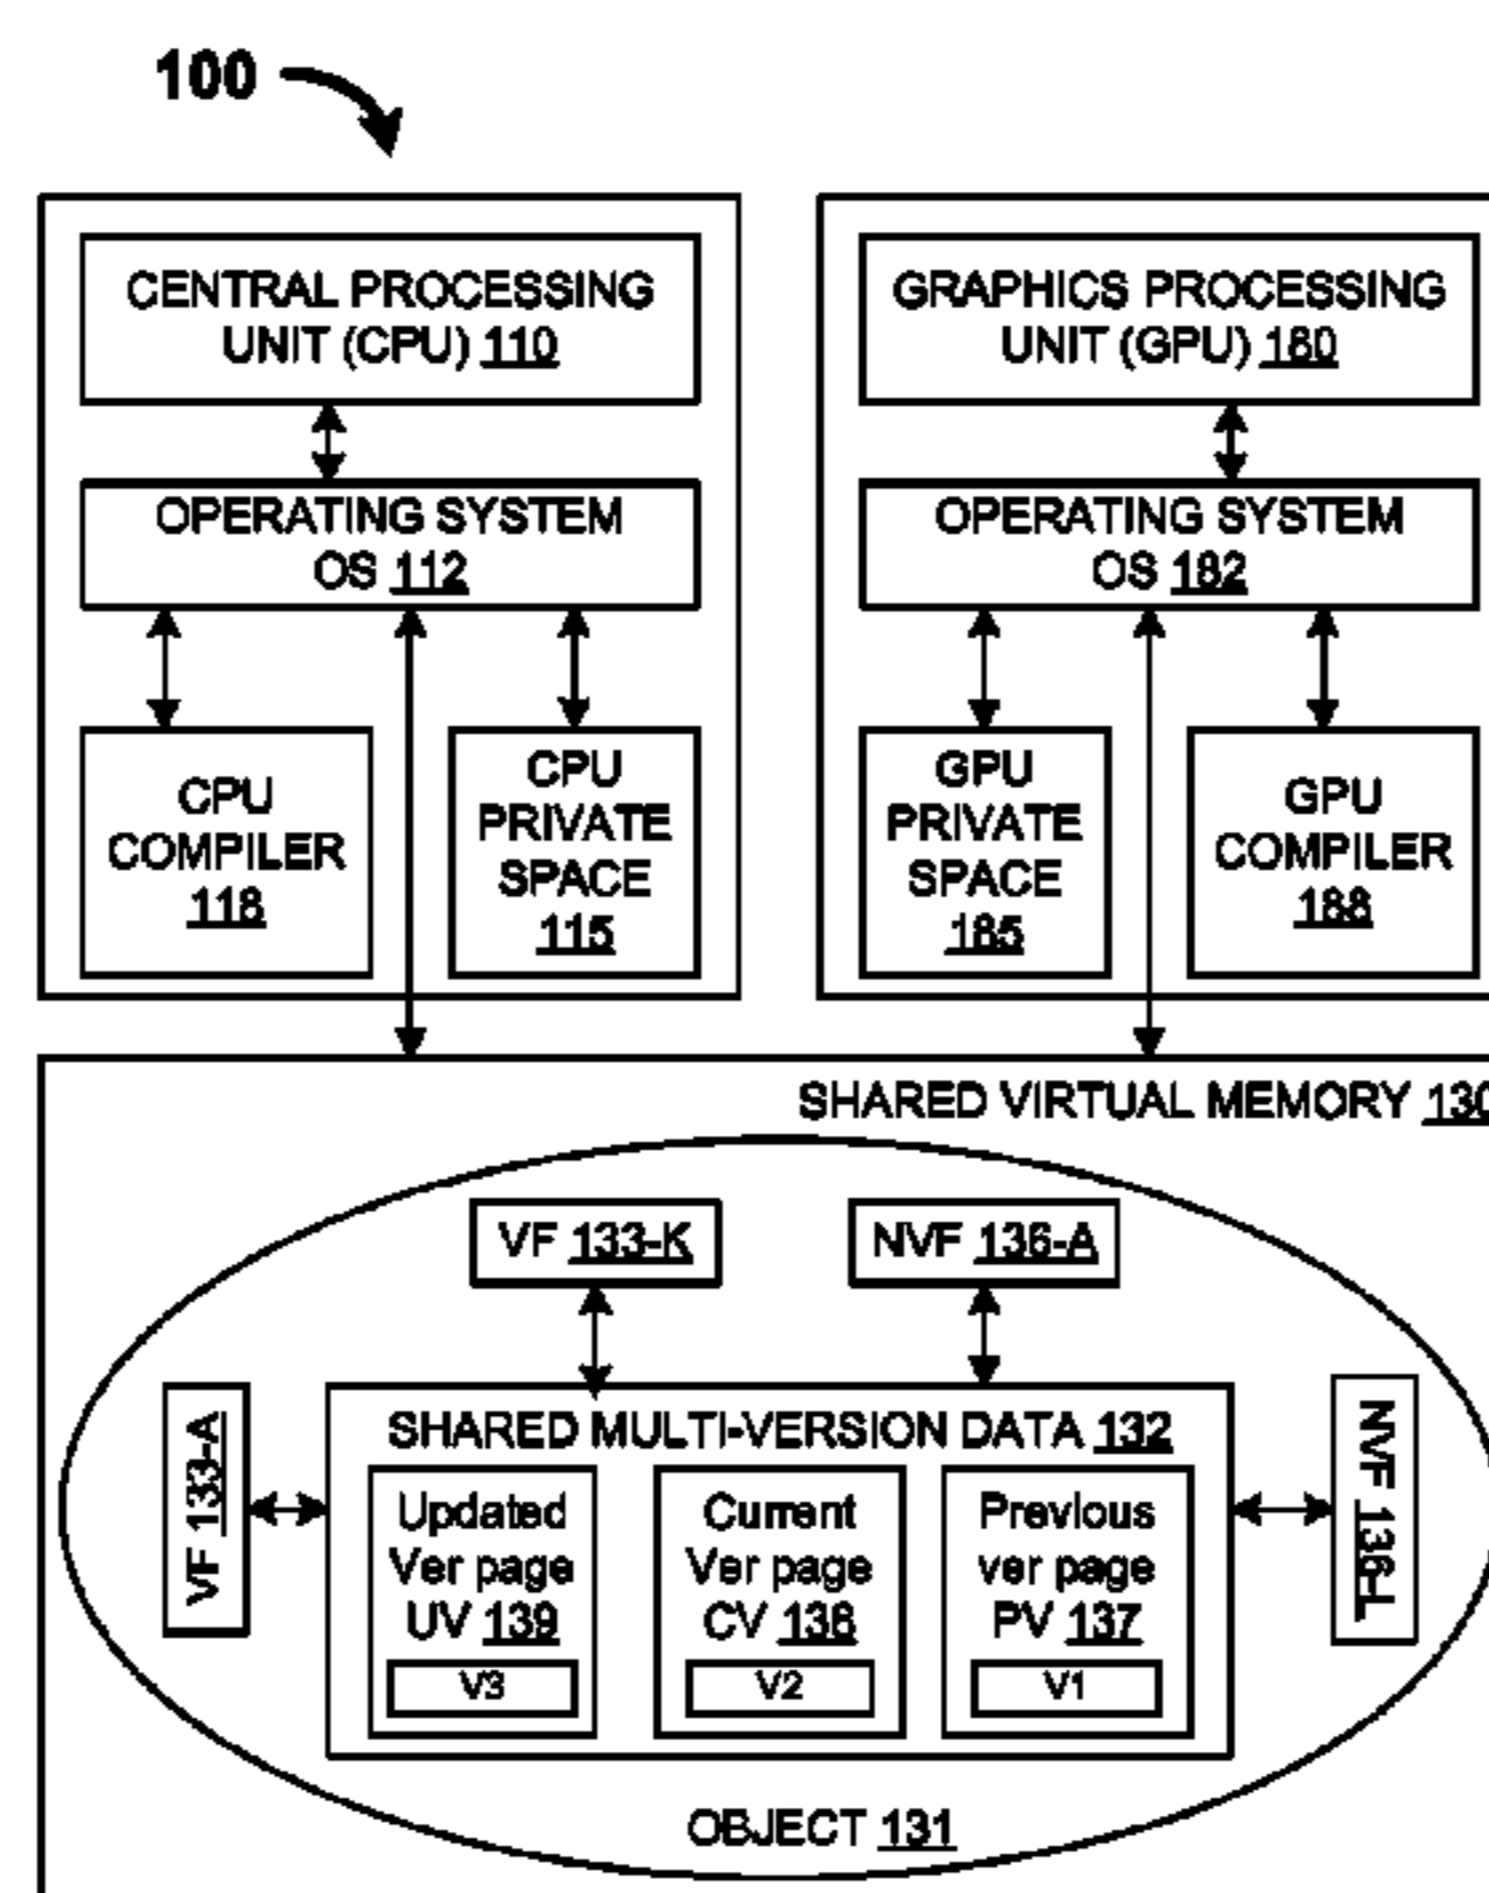 100
CENTRAL PROCESSING
UNIT (CPU) 110
GRAPHICS PROCESSING
UNIT (GPU) 180
OPERATING SYSTEM
OS 112
OPERATING SYSTEM
OS 182
CPU
COMPILER
118
CPU
PRIVATE
SPACE
115
GPU
PRIVATE
SPACE
185
GPU
COMPILER
188
SHARED VIRTUAL MEMORY 130
VF 133-K
NVF 136-A
VF 133-A
SHARED MULTI-VERSION DATA 132
NVF 136-L
Updated
Ver page
UV 139
V3
Current
Ver page
CV 138
V2
Previous
ver page
PV 137
V1
OBJECT 131